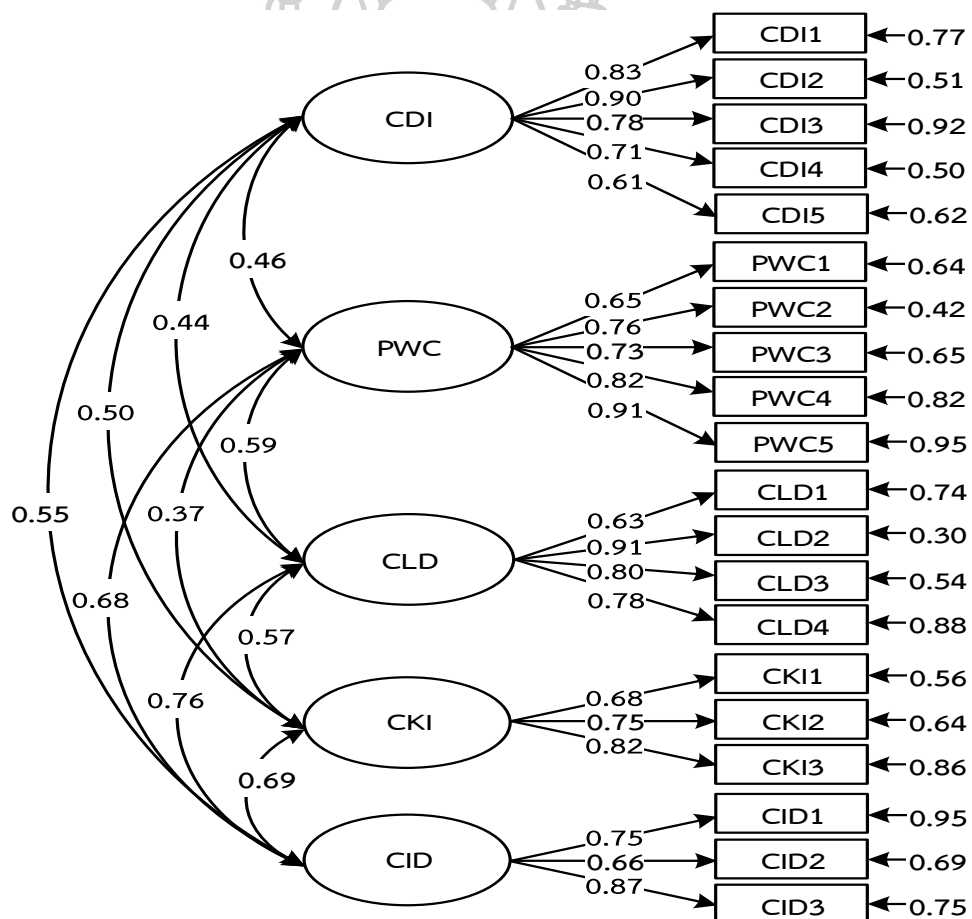 CDI1
0.77
0.83
CDI2
0.51
0.90
CDI
CDI3
0.92
0.78
CDI4
0.50
0.71
0.61
CDI5
0.62
0.46
PWC1
0.64
0.65
0.44
PWC2
0.42
0.76
PWC
PWC3
0.65
0.73
PWC4
0.82
0.82
0.50
0.91
PWC5
0.95
0.59
CLD1
0.74
0.55
0.37
0.63
CLD2
0.30
0.91
CLD
CLD3
0.54
0.80
0.68
0.78
CLD4
0.88
0.57
CKI1
0.56
0.68
0.76
CKI
0.75
CKI2
0.64
0.82
CKI3
0.86
0.69
CID1
0.95
0.75
CID
0.66
CID2
0.69
0.87
CID3
0.75